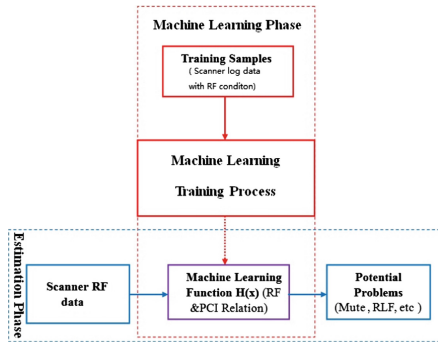 Machine Learning Phase
Training Samples
( Scanner log data
with RF conditon)
Machine Learning
Training Process
Estimation Phase
Scanner RF
data
Machine Learning
Function H(x) (RF
&PCI Relation)
Potential
Problems
(Mute , RLF, etc )